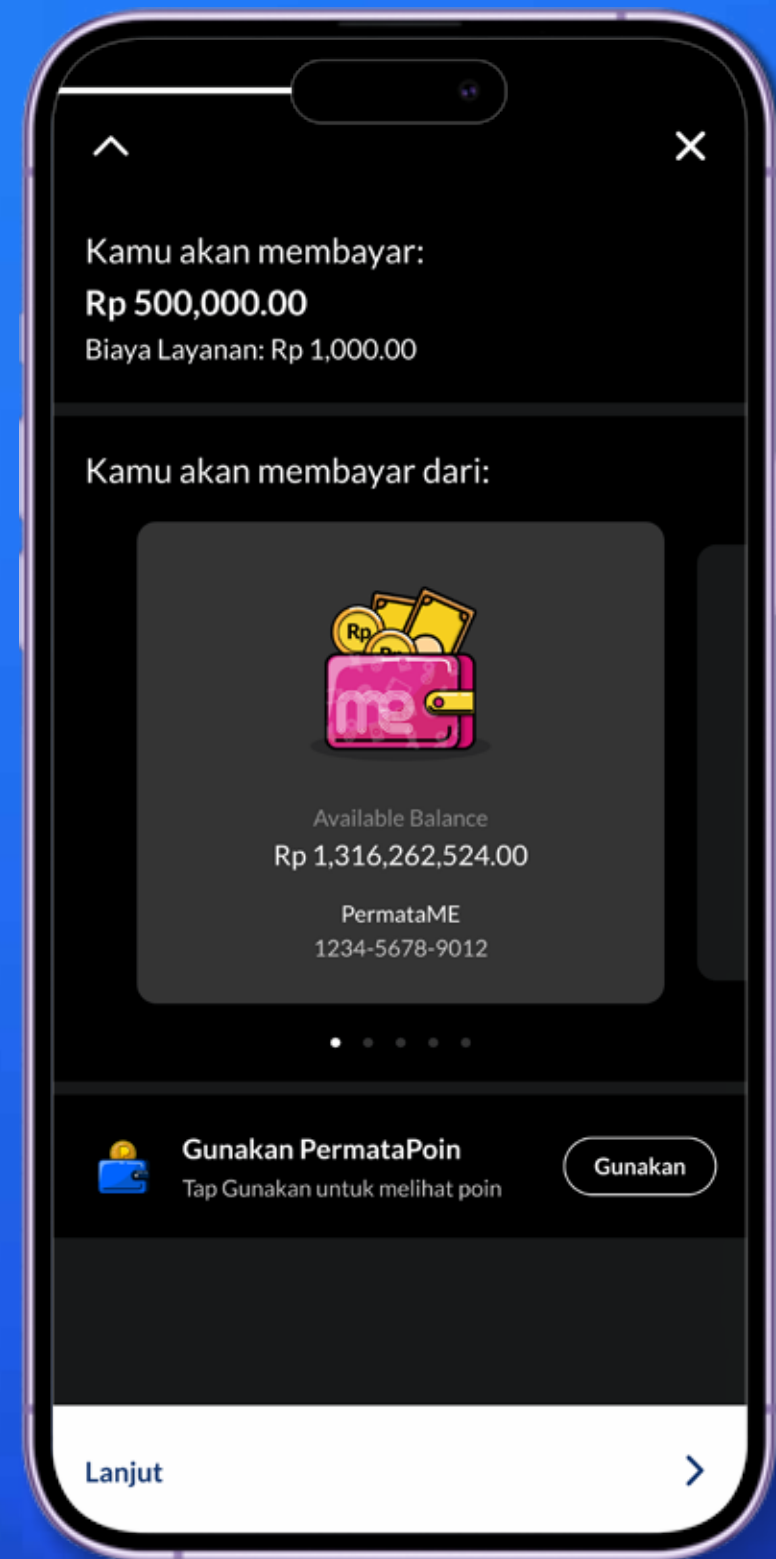 Kamu akan membayar:
Rp 500,000.00
Biaya Layanan: Rp 1,000.00
Kamu akan membayar dari:
Rp
me
Available Balance
Rp 1,316,262,524.00
PermataME
1234-5678-9012
Gunakan PermataPoin
Tap Gunakan untuk melihat poin
Gunakan
Lanjut